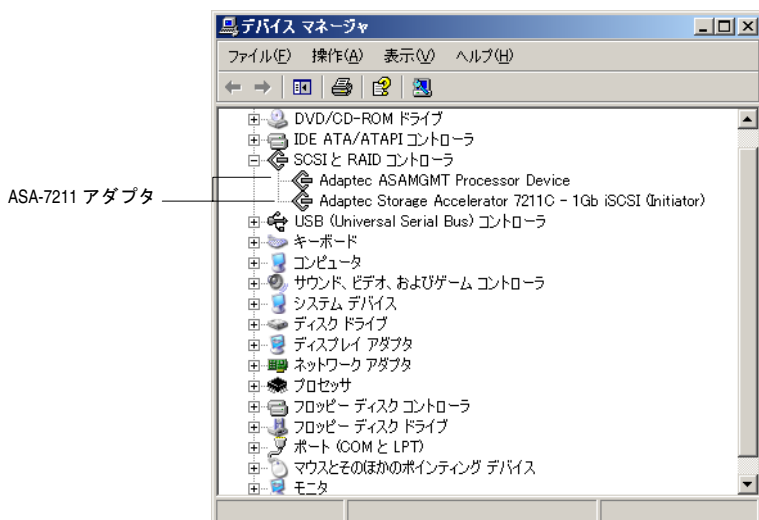 デバイス マネージャ
ファイル(F) 操作(A) 表示(V) ヘルプ(H)
DVD/CD-ROM ドライブ
IDE ATA/ATAPI コントローラ
SCSI と RAID コントローラ
Adaptec ASAMGMT Processor Device
ASA-7211 アダプタ
Adaptec Storage Accelerator 7211C - 1Gb iSCSI (Initiator)
USB (Universal Serial Bus) コントローラ
キーボード
コンピュータ
サウンド、ビデオ、およびゲーム コントローラ
システム デバイス
ディスク ドライブ
ディスプレイ アダプタ
ネットワーク アダプタ
プロセッサ
フロッピー ディスク コントローラ
フロッピー ディスク ドライブ
ポート (COM と LPT)
マウスとそのほかのポインティング デバイス
モニタ